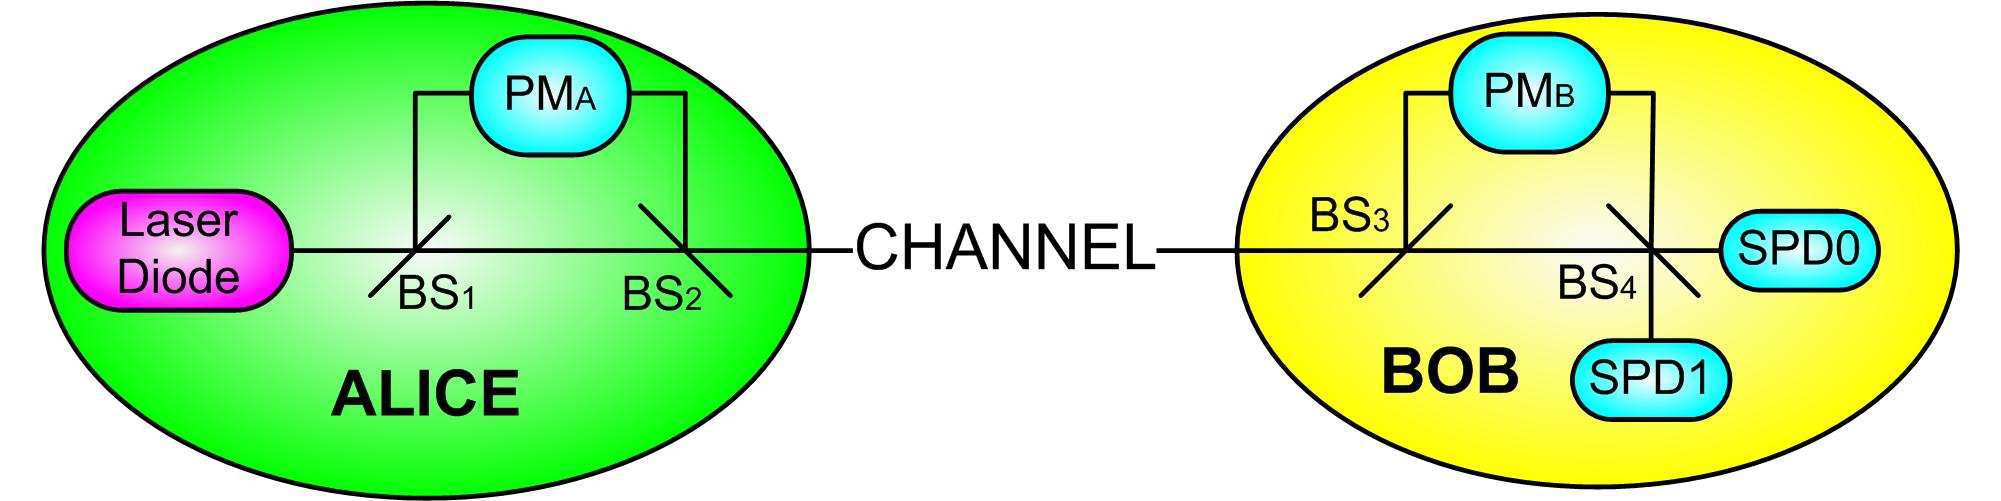 PMA
PMB
Laser
Diode
BS1
BS2
CHANNEL
BS3
BS4
SPD0
SPD1
ALICE
BOB